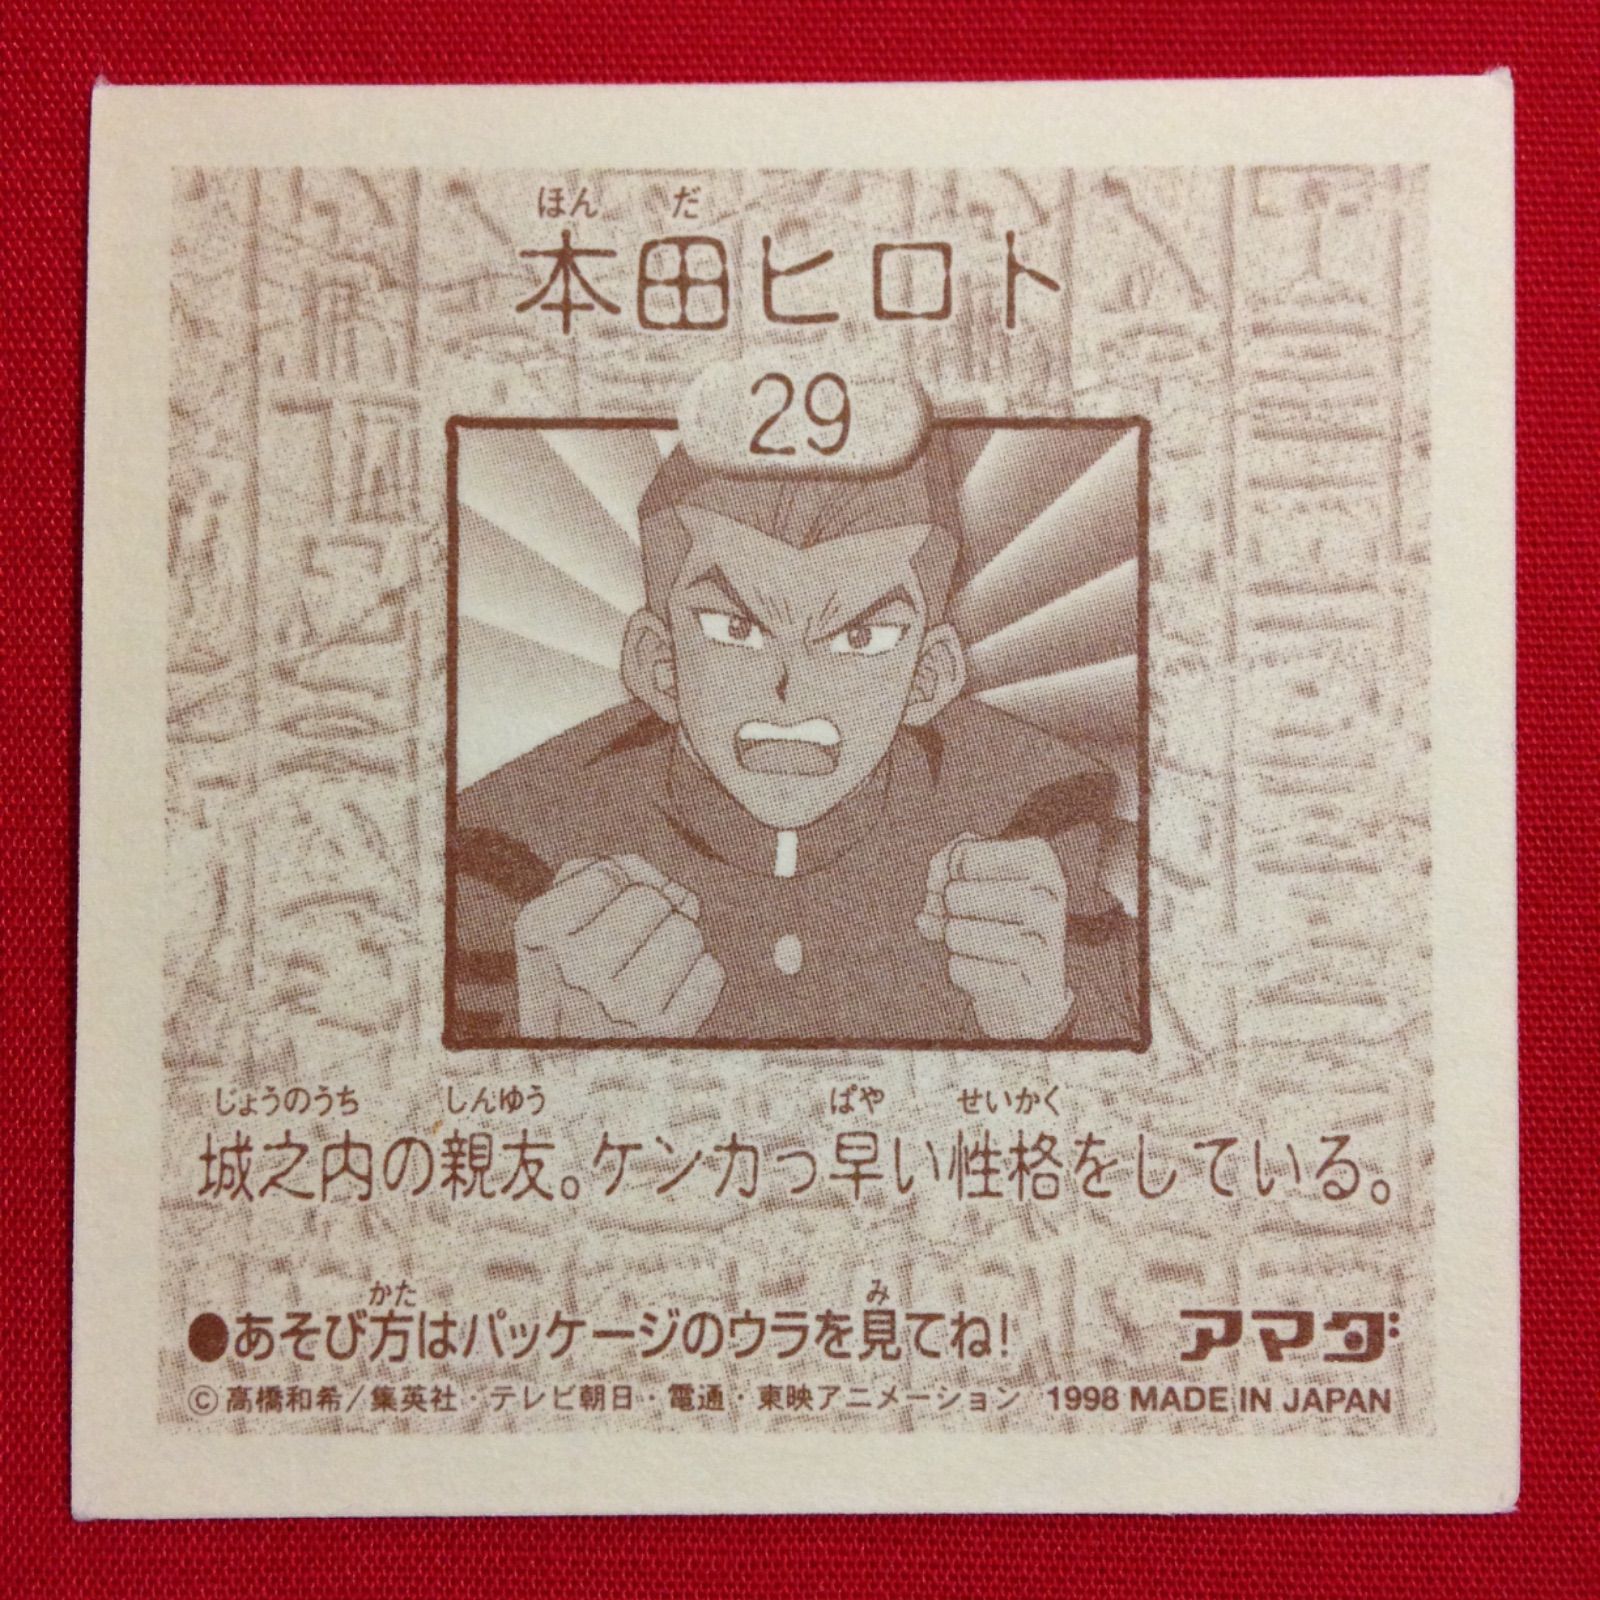 ほん だ
本田ヒロト
29
じょうのうち しんゆう ぱや せいかく
城之内の親友。ケンカっ早い性格をしている。
かた み
●あそび方はパッケージのウラを見てね! アマダ
©高橋和希/集英社・テレビ朝日・電通・東映アニメーション 1998 MADE IN JAPAN